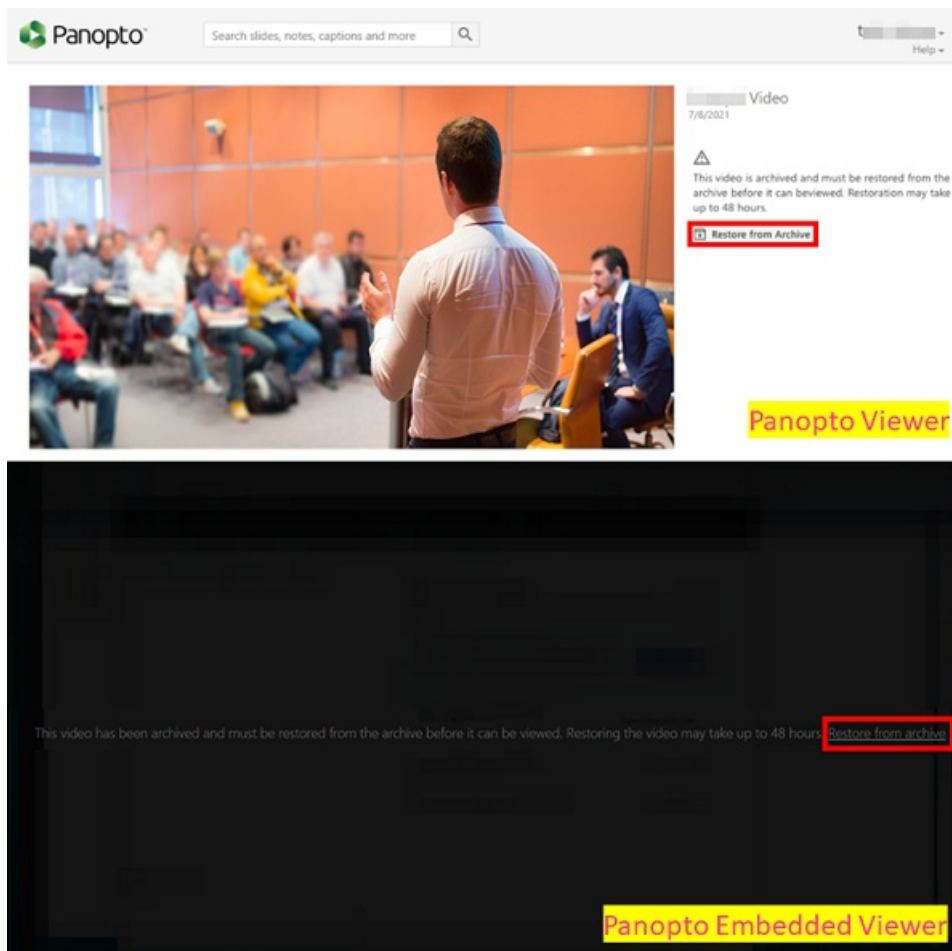 Panopto
Search slides, notes, captions and more
Help
Video
7/8/2021
This video is archived and must be restored from the
archive before it can beviewed. Restoration may take
up to 48 hours.
Restore from Archive
Panopto Viewer
This video has been archived and must be restored from the archive before it can be viewed. Restoring the video may take up to 48 hours. Restore from archive
Panopto Embedded Viewer